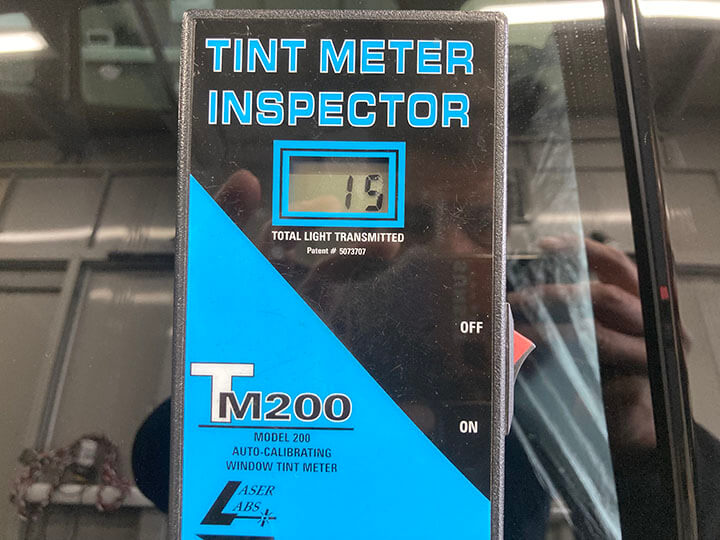 TINT METER
INSPECTOR
15
TOTAL LIGHT TRANSMITTED
Patent # 5073707
OFF
TM200
ON
MODEL 200
AUTO-CALIBRATING
WINDOW TINT METER
LASER
LABS